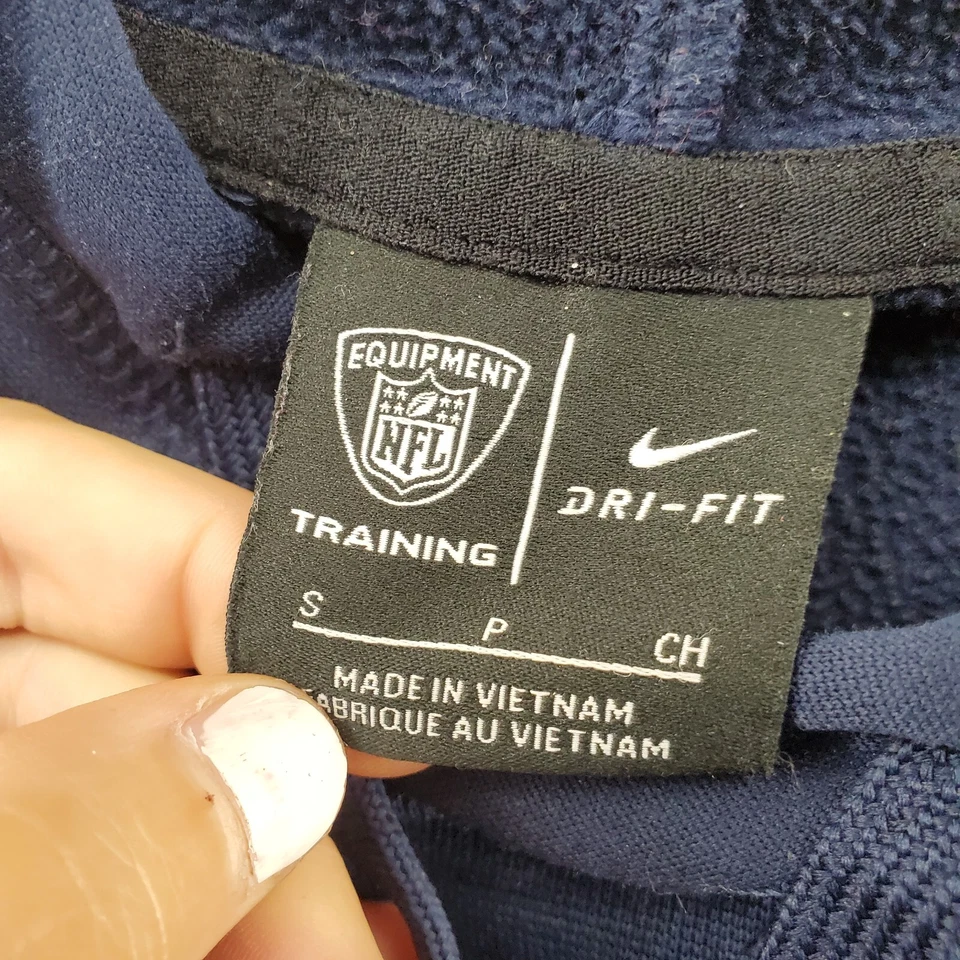 EQUIPMENT
NFL
TRAINING
DRI-FIT
S P CH
MADE IN VIETNAM
FABRIQUE AU VIETNAM